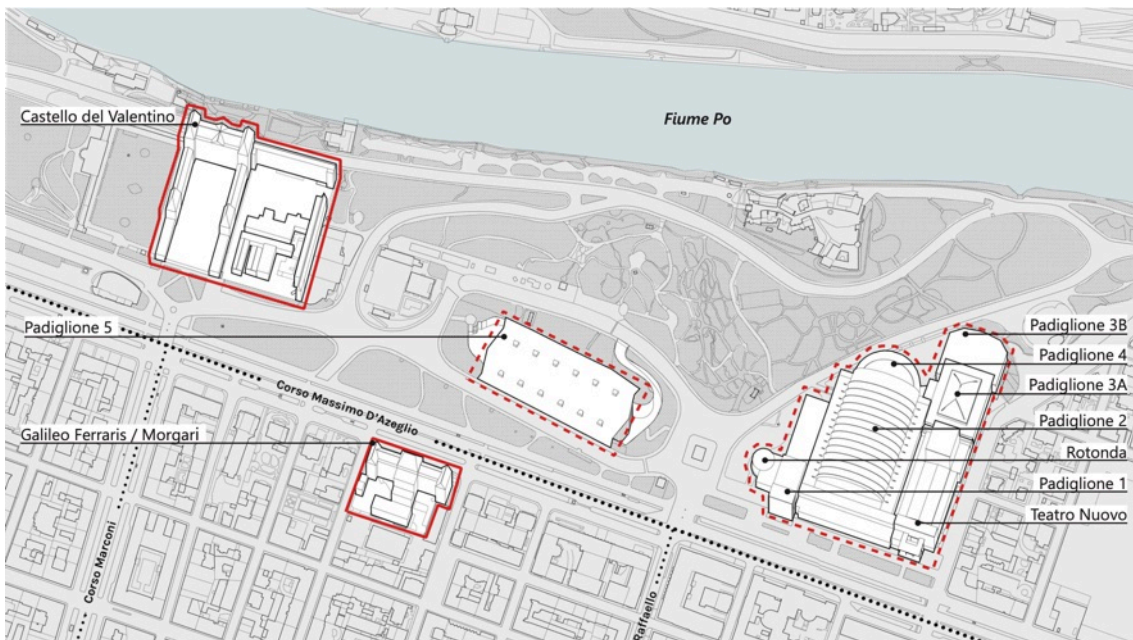 Fiume Po
Castello del Valentino
Padiglione 5
Corso Massimo D'Azeglio
Galileo Ferraris / Morgari
Corso Marconi
Raffaello
Padiglione 3B
Padiglione 4
Padiglione 3A
Padiglione 2
Rotonda
Padiglione 1
Teatro Nuovo